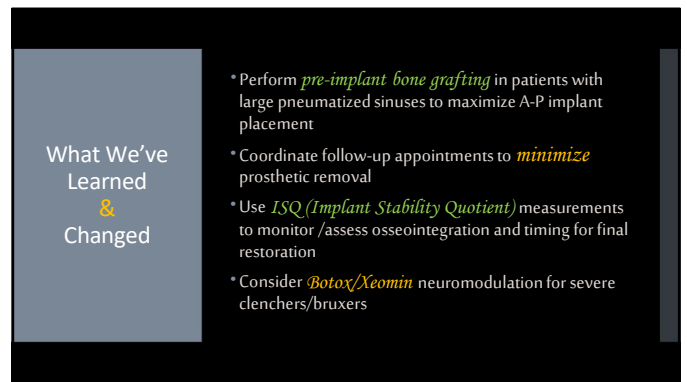 What We've
Learned
&
Changed
• Perform pre-implant bone grafting in patients with
large pneumatized sinuses to maximize A-P implant
placement
• Coordinate follow-up appointments to minimize
prosthetic removal
• Use ISQ (Implant Stability Quotient) measurements
to monitor /assess osseointegration and timing for final
restoration
• Consider Botox/Xeomin neuromodulation for severe
clenchers/bruxers